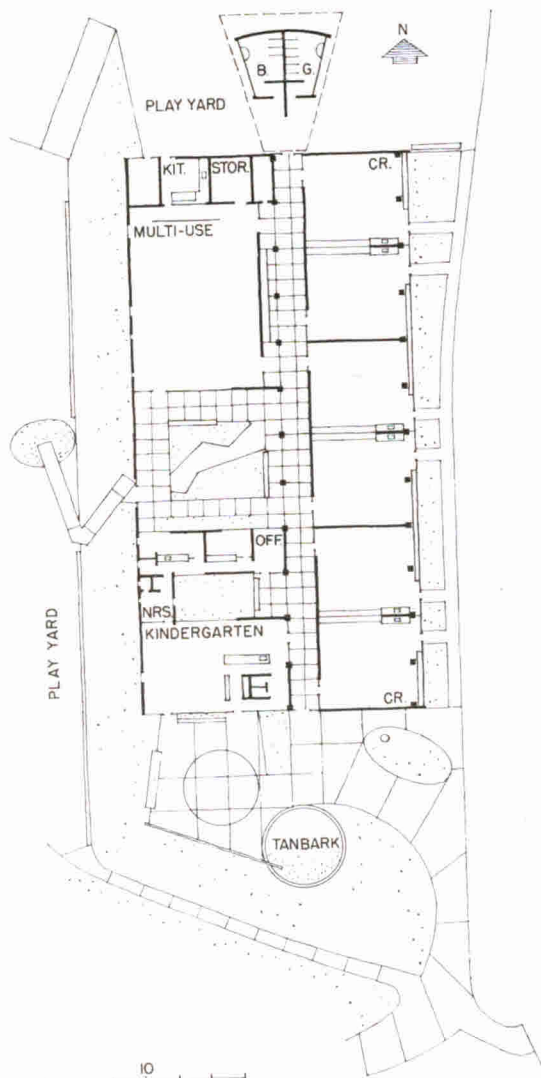 N
B. G.
PLAY YARD
KIT. STOR. CR.
MULTI-USE
OFF.
NRS.
KINDERGARTEN
PLAY YARD
CR.
TANBARK
10